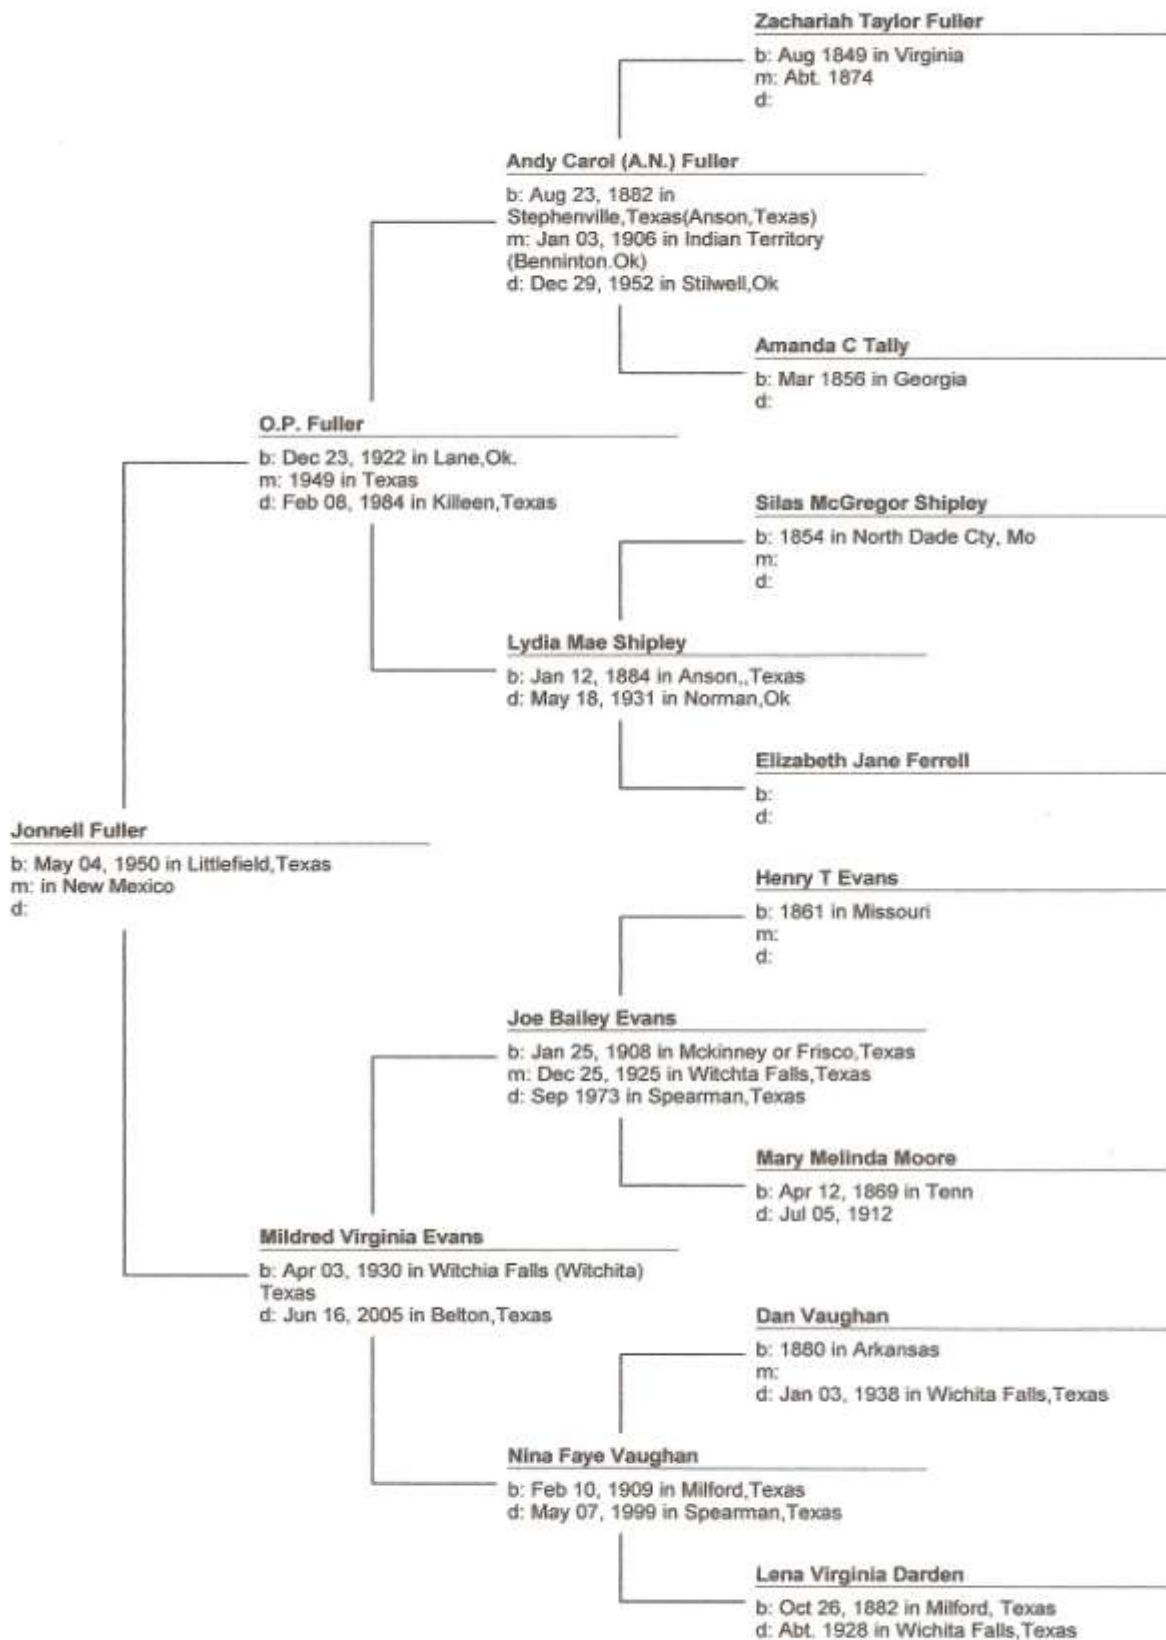 Zachariah Taylor Fuller
b: Aug 1849 in Virginia
m: Abt. 1874
d:
Andy Carol (A.N.) Fuller
b: Aug 23, 1882 in
Stephenville,Texas(Anson,Texas)
m: Jan 03, 1906 in Indian Territory
(Benninton.Ok)
d: Dec 29, 1952 in Stilwell,Ok
Amanda C Tally
b: Mar 1856 in Georgia
d:
O.P. Fuller
b: Dec 23, 1922 in Lane,Ok.
m: 1949 in Texas
d: Feb 08, 1984 in Killeen,Texas
Silas McGregor Shipley
b: 1854 in North Dade Cty, Mo
m:
d:
Lydia Mae Shipley
b: Jan 12, 1884 in Anson,,Texas
d: May 18, 1931 in Norman,Ok
Elizabeth Jane Ferrell
b:
d:
Jonnell Fuller
b: May 04, 1950 in Littlefield,Texas
m: in New Mexico
d:
Henry T Evans
b: 1861 in Missouri
m:
d:
Joe Bailey Evans
b: Jan 25, 1908 in Mckinney or Frisco,Texas
m: Dec 25, 1925 in Witchta Falls,Texas
d: Sep 1973 in Spearman,Texas
Mary Melinda Moore
b: Apr 12, 1869 in Tenn
d: Jul 05, 1912
Mildred Virginia Evans
b: Apr 03, 1930 in Witchia Falls (Witchita)
Texas
d: Jun 16, 2005 in Belton,Texas
Dan Vaughan
b: 1880 in Arkansas
m:
d: Jan 03, 1938 in Wichita Falls,Texas
Nina Faye Vaughan
b: Feb 10, 1909 in Milford,Texas
d: May 07, 1999 in Spearman,Texas
Lena Virginia Darden
b: Oct 26, 1882 in Milford, Texas
d: Abt. 1928 in Wichita Falls,Texas